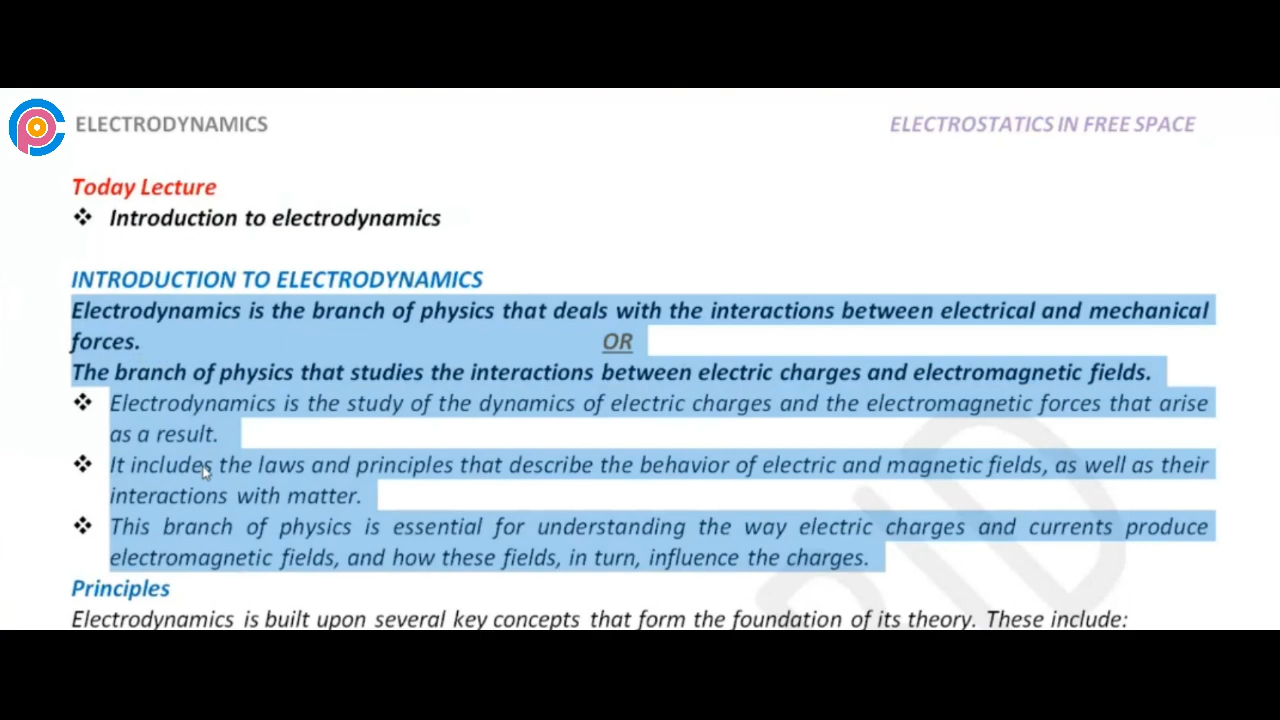 ELECTRODYNAMICS
ELECTROSTATICS IN FREE SPACE
Today Lecture
❖ Introduction to electrodynamics
INTRODUCTION TO ELECTRODYNAMICS
Electrodynamics is the branch of physics that deals with the interactions between electrical and mechanical
forces. OR
The branch of physics that studies the interactions between electric charges and electromagnetic fields.
❖ Electrodynamics is the study of the dynamics of electric charges and the electromagnetic forces that arise
as a result.
❖ It includes the laws and principles that describe the behavior of electric and magnetic fields, as well as their
interactions with matter.
❖ This branch of physics is essential for understanding the way electric charges and currents produce
electromagnetic fields, and how these fields, in turn, influence the charges.
Principles
Electrodynamics is built upon several key concepts that form the foundation of its theory. These include: